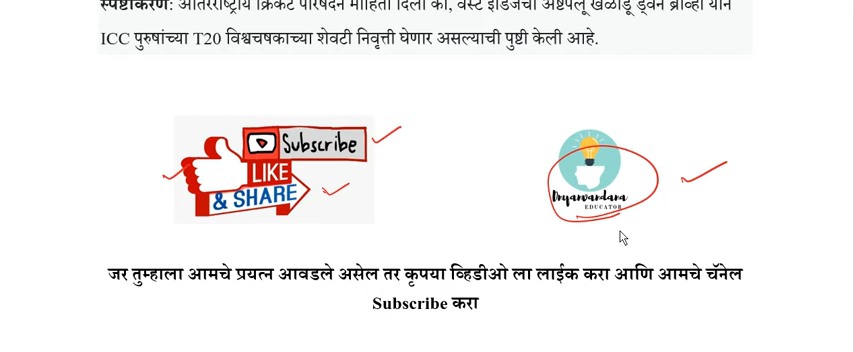 स्पष्टीकरण: आंतरराष्ट्रीय क्रिकेट परिषदेने माहिती दिली की, वेस्ट इंडिजचा अष्टपैलू खेळाडू ड्वेन ब्राव्हो याने
ICC पुरुषांच्या T20 विश्वचषकाच्या शेवटी निवृत्ती घेणार असल्याची पुष्टी केली आहे.
Subscribe
LIKE
& SHARE
Dnyanvandana
EDUCATOR
जर तुम्हाला आमचे प्रयत्न आवडले असेल तर कृपया व्हिडीओ ला लाईक करा आणि आमचे चॅनेल
Subscribe करा